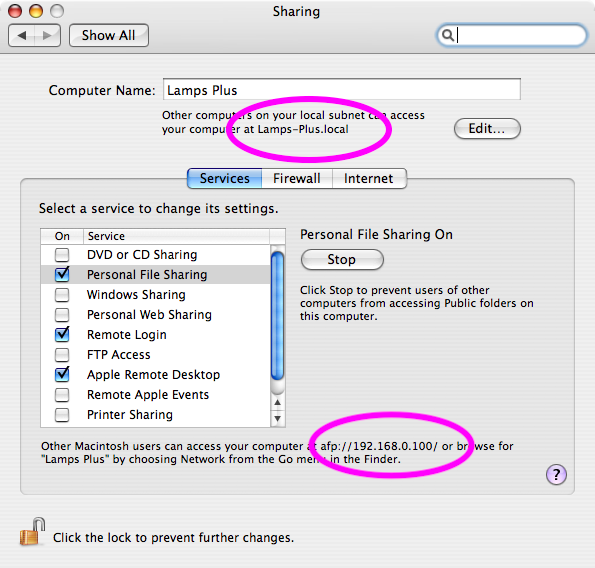 Sharing
Show All
Computer Name: Lamps Plus
Other computers on your local subnet can access
your computer at Lamps-Plus.local
Edit...
Services Firewall Internet
Select a service to change its settings.
On Service
DVD or CD Sharing
Personal File Sharing
Windows Sharing
Personal Web Sharing
Remote Login
FTP Access
Apple Remote Desktop
Remote Apple Events
Printer Sharing
Personal File Sharing On
Stop
Click Stop to prevent users of other
computers from accessing Public folders on
this computer.
Other Macintosh users can access your computer at afp://192.168.0.100/ or browse for
"Lamps Plus" by choosing Network from the Go menu in the Finder.
?
Click the lock to prevent further changes.